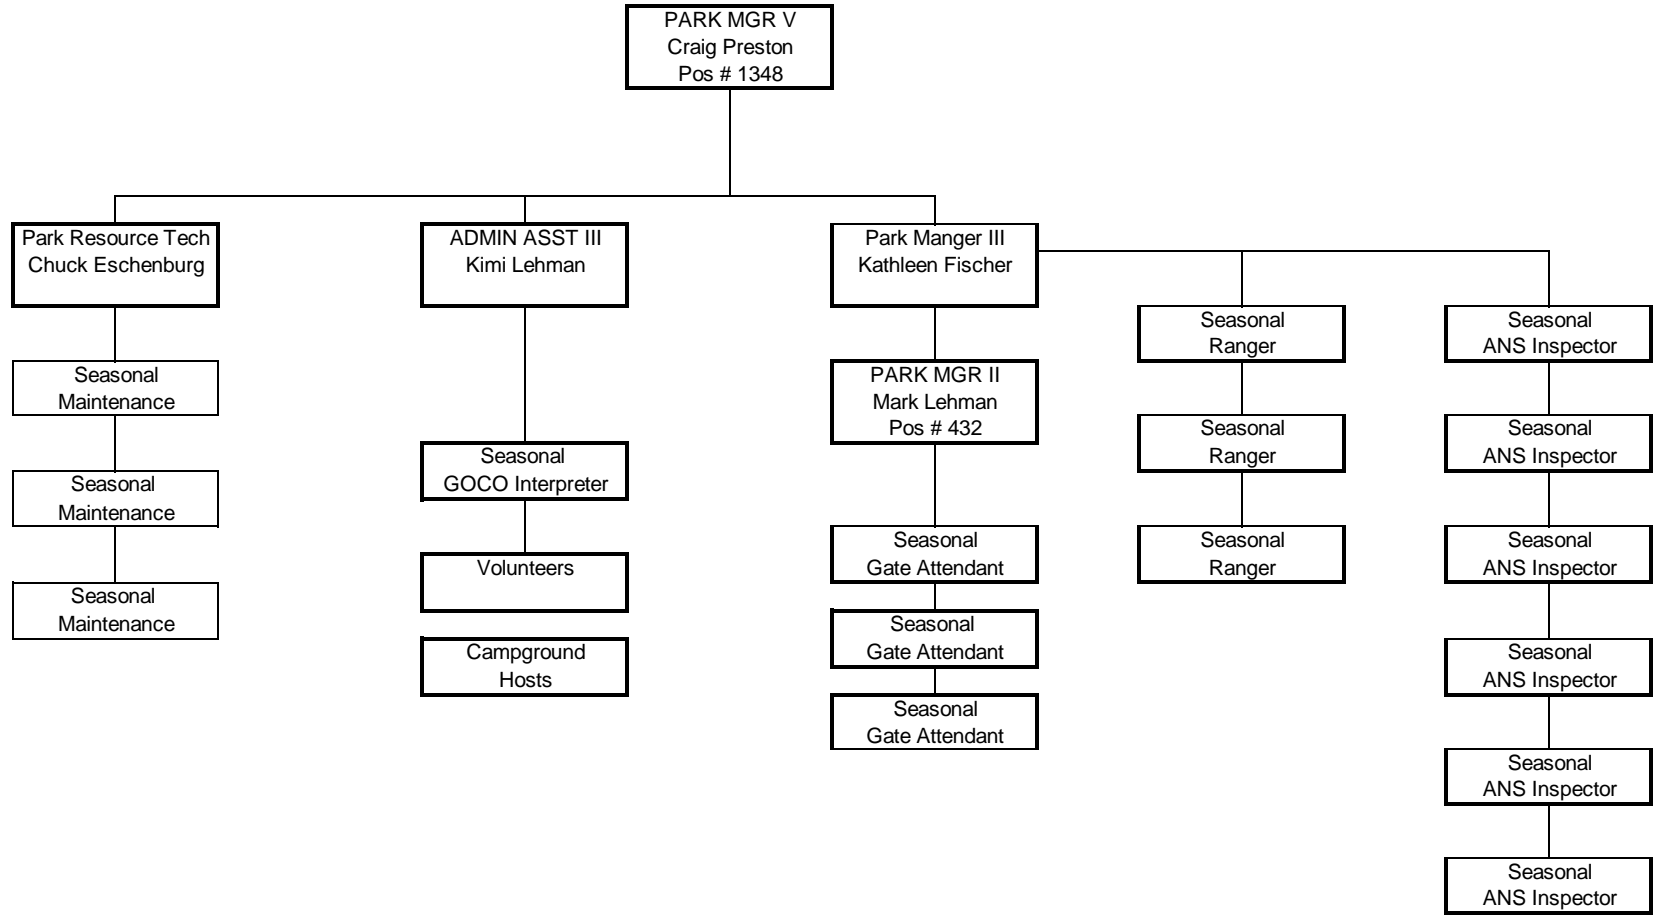 PARK MGR V
Craig Preston
Pos # 1348
Park Resource Tech
Chuck Eschenburg
ADMIN ASST III
Kimi Lehman
Park Manger III
Kathleen Fischer
Seasonal
Maintenance
Seasonal
Maintenance
Seasonal
Maintenance
Seasonal
GOCO Interpreter
Volunteers
Campground
Hosts
PARK MGR II
Mark Lehman
Pos # 432
Seasonal
Gate Attendant
Seasonal
Gate Attendant
Seasonal
Gate Attendant
Seasonal
Ranger
Seasonal
Ranger
Seasonal
Ranger
Seasonal
ANS Inspector
Seasonal
ANS Inspector
Seasonal
ANS Inspector
Seasonal
ANS Inspector
Seasonal
ANS Inspector
Seasonal
ANS Inspector